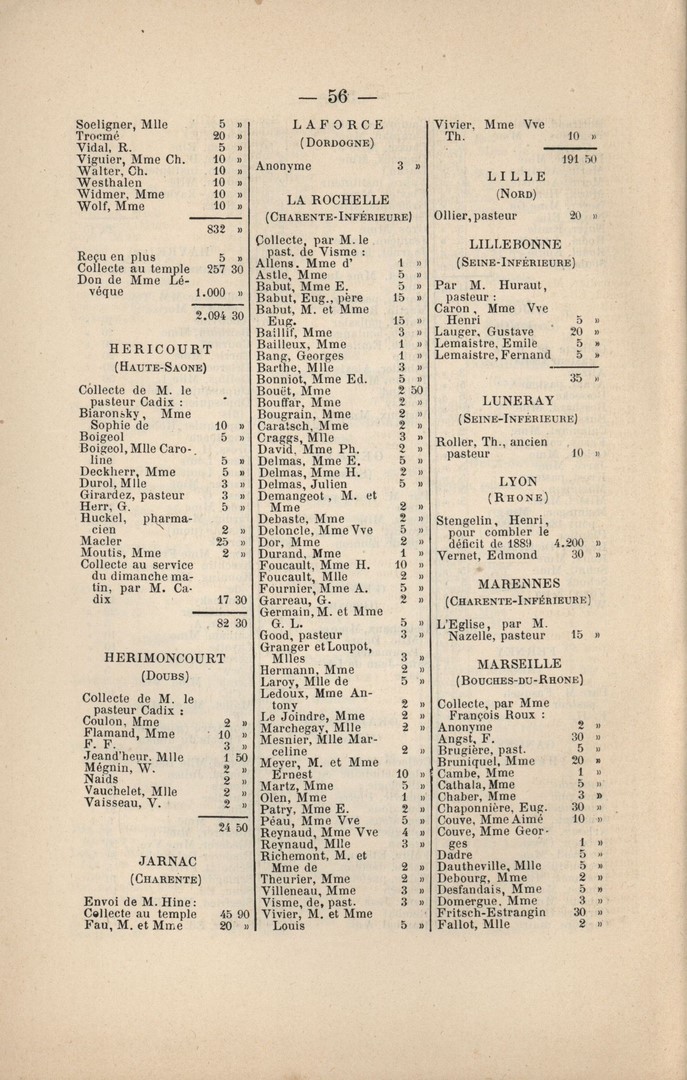 — 56 —
Soeligner, Mlle 5 »
Trocmé 20 »
Vidal, R. 5 »
Viguier, Mme Ch. 10 »
Walter, Ch. 10 »
Westhalen 10 »
Widmer, Mme 10 »
Wolf, Mme 10 »
832 »
Reçu en plus 5 »
Collecte au temple 257 30
Don de Mme Lé-
véque 1.000 »
2.094 30
HERICOURT
(HAUTE-SAONE)
Collecte de M. le
pasteur Cadix :
Biaronsky, Mme
Sophie de 10 »
Boigeol 5 »
Boigeol, Mlle Caro-
line 5 »
Deckherr, Mme 5 »
Durol, Mlle 3 »
Girardez, pasteur 3 »
Herr, G. 5 »
Huckel, pharma-
cien 2 »
Macler 25 »
Moutis, Mme 2 »
Collecte au service
du dimanche ma-
tin, par M. Ca-
dix 17 30
82 30
HERIMONCOURT
(DOUBS)
Collecte de M. le
pasteur Cadix :
Coulon, Mme 2 »
Flamand, Mme 10 »
F. F. 3 »
Jeand'heur, Mlle 1 50
Mégnin, W. 2 »
Naids 2 »
Vauchelet, Mlle 2 »
Vaisseau, V. 2 »
24 50
JARNAC
(CHARENTE)
Envoi de M. Hine :
Collecte au temple 45 90
Fau, M. et Mme 20 »
LAFORCE
(DORDOGNE)
Anonyme 3 »
LA ROCHELLE
(CHARENTE-INFÉRIEURE)
Collecte, par M. le
past. de Visme :
Allens, Mme d' 1 »
Astle, Mme 5 »
Babut, Mme E. 5 »
Babut, Eug., père 15 »
Babut, M. et Mme
Eug. 15 »
Baillif, Mme 3 »
Bailleux, Mme 1 »
Bang, Georges 1 »
Barthe, Mlle 3 »
Bonniot, Mme Ed. 5 »
Bouët, Mme 2 50
Bouffar, Mme 2 »
Bougrain, Mme 2 »
Caratsch, Mme 2 »
Craggs, Mlle 3 »
David, Mme Ph. 2 »
Delmas, Mme E. 5 »
Delmas, Mme H. 2 »
Delmas, Julien 5 »
Demangeot, M. et
Mme 2 »
Debaste, Mme 2 »
Deloncle, Mme Vve 5 »
Dor, Mme 2 »
Durand, Mme 1 »
Foucault, Mme H. 10 »
Foucault, Mlle 2 »
Fournier, Mme A. 5 »
Garreau, G. 2 »
Germain, M. et Mme
G. L. 5 »
Good, pasteur 3 »
Granger et Loupot,
Mlles 3 »
Hermann, Mme 2 »
Laroy, Mlle de 5 »
Ledoux, Mme An-
tony 2 »
Le Joindre, Mme 2 »
Marchegay, Mlle 2 »
Mesnier, Mlle Mar-
celine 2 »
Meyer, M. et Mme
Ernest 10 »
Martz, Mme 5 »
Olen, Mme 1 »
Patry, Mme E. 2 »
Péau, Mme Vve 5 »
Reynaud, Mme Vve 4 »
Reynaud, Mlle 3 »
Richemont, M. et
Mme de 2 »
Theurier, Mme 2 »
Villeneau, Mme 3 »
Visme, de, past. 3 »
Vivier, M. et Mme
Louis 5 »
Vivier, Mme Vve
Th. 10 »
191 50
LILLE
(NORD)
Ollier, pasteur 20 »
LILLEBONNE
(SEINE-INFÉRIEURE)
Par M. Huraut,
pasteur :
Caron, Mme Vve
Henri 5 »
Lauger, Gustave 20 »
Lemaistre, Emile 5 »
Lemaistre, Fernand 5 »
35 »
LUNERAY
(SEINE-INFÉRIEURE)
Roller, Th., ancien
pasteur 10 »
LYON
(RHONE)
Stengelin, Henri,
pour combler le
déficit de 1889 4.200 »
Vernet, Edmond 30 »
MARENNES
(CHARENTE-INFÉRIEURE)
L'Eglise, par M.
Nazelle, pasteur 15 »
MARSEILLE
(BOUCHES-DU-RHONE)
Collecte, par Mme
François Roux :
Anonyme 2 »
Angst, F. 30 »
Brugière, past. 5 »
Bruniquel, Mme 20 »
Cambe, Mme 1 »
Cathala, Mme 5 »
Chaber, Mme 3 »
Chaponnière, Eug. 30 »
Couve, Mme Aimé 10 »
Couve, Mme Geor-
ges 1 »
Dadre 5 »
Dautheville, Mlle 5 »
Debourg, Mme 2 »
Desfandais, Mme 5 »
Domergue, Mme 3 »
Fritsch-Estrangin 30 »
Fallot, Mlle 2 »